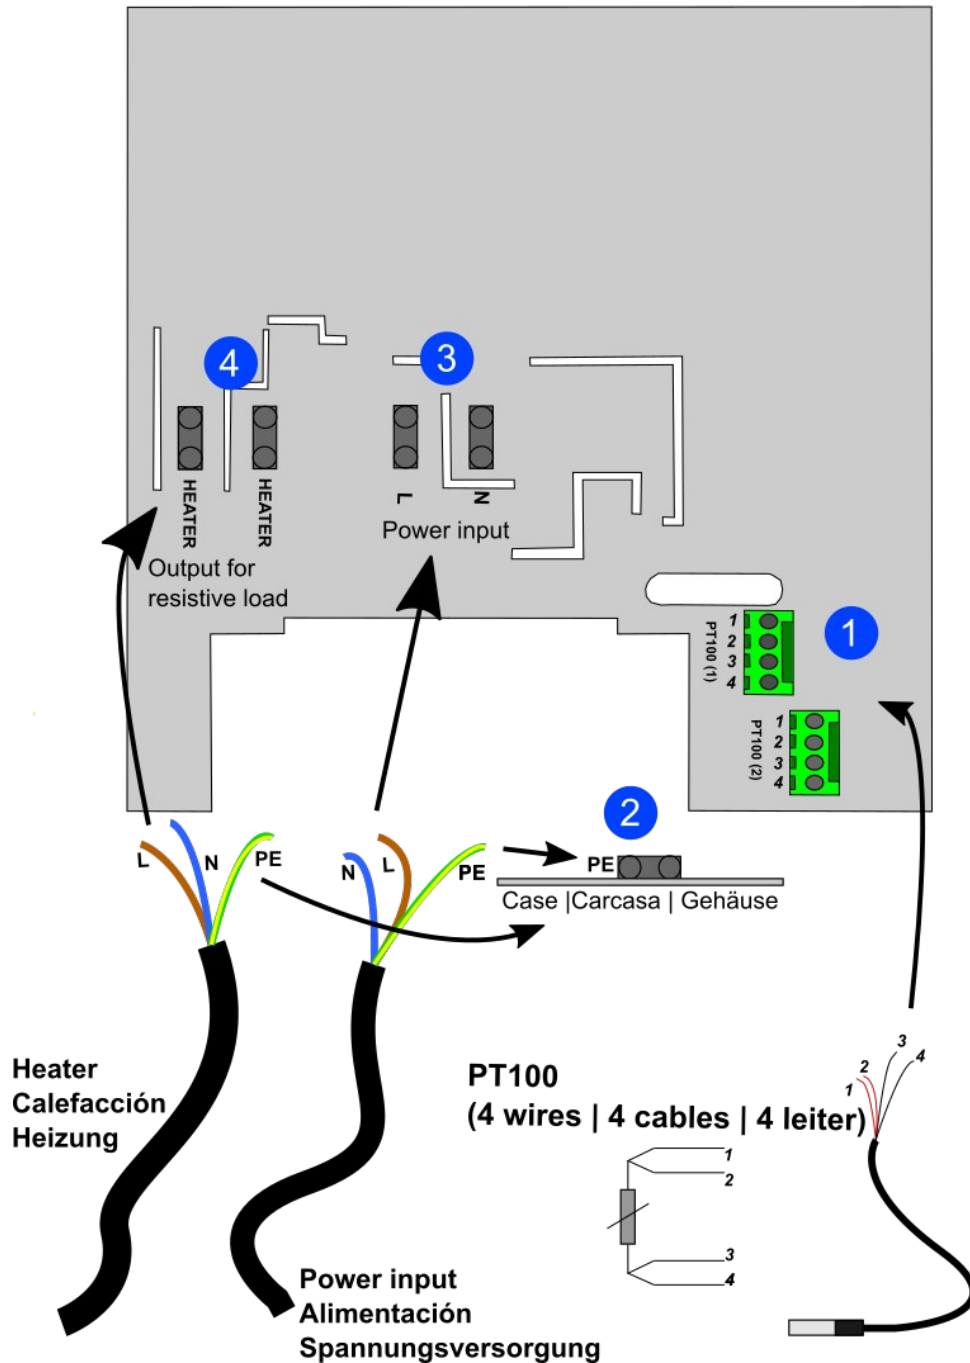 4
3
HEATER
HEATER
L
N
Power input
Output for
resistive load
1
1
2
3
4
PT100 (1)
1
2
3
4
PT100 (2)
2
L
N
PE
N
L
PE
PE
Case |Carcasa | Gehäuse
Heater
Calefacción
Heizung
PT100
(4 wires | 4 cables | 4 leiter)
1
2
3
4
1
2
3
4
Power input
Alimentación
Spannungsversorgung